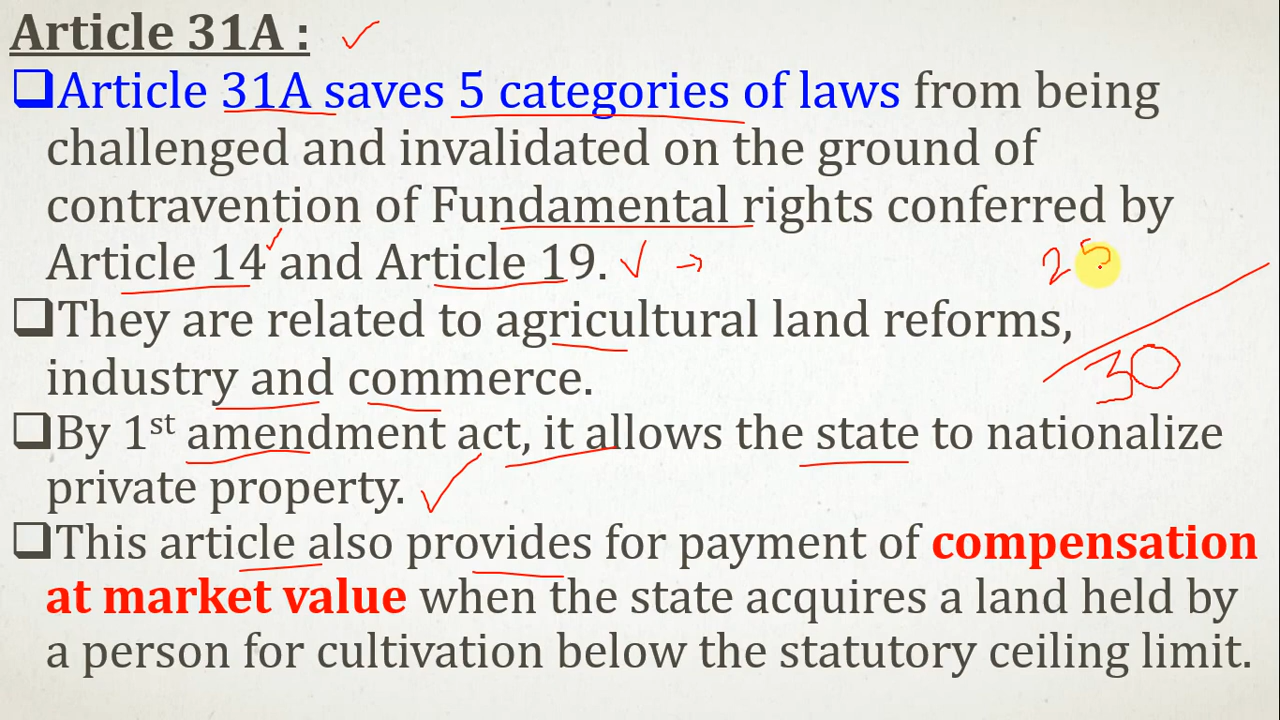 Article 31A :
❑Article 31A saves 5 categories of laws from being
challenged and invalidated on the ground of
contravention of Fundamental rights conferred by
Article 14 and Article 19.
25
❑They are related to agricultural land reforms,
industry and commerce.
30
❑By 1st amendment act, it allows the state to nationalize
private property.
❑This article also provides for payment of compensation
at market value when the state acquires a land held by
a person for cultivation below the statutory ceiling limit.